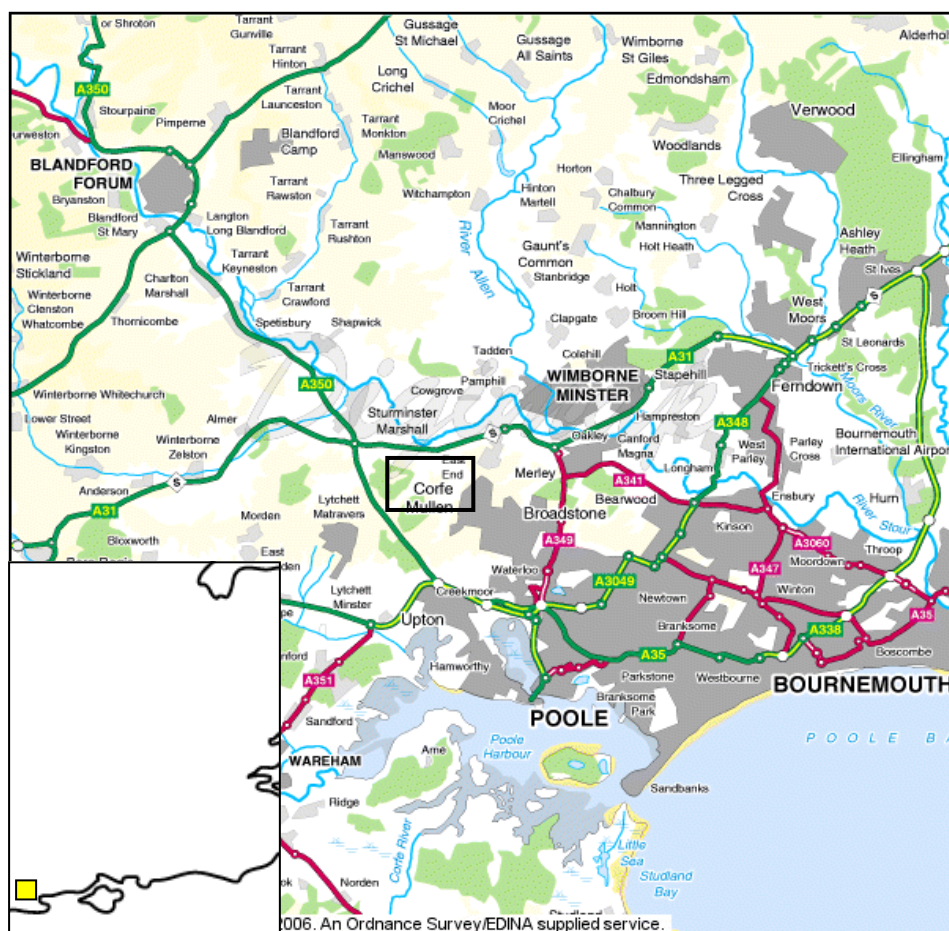 or Shroton
Tarrant
Gunville
Gussage
St Michael
Gussage
All Saints
Wimborne
St Giles
Tarrant
Hinton
Long
Crichel
Edmondsham
A350
Tarrant
Launceston
Stourpaine
Pimperne
Moor
Crichel
Verwood
Tarrant
Monkton
Blandford
Camp
Woodlands
BLANDFORD
FORUM
Manswood
Ellingham
Horton
Three Legged
Cross
Bryanston
Tarrant
Rawston
Witchampton
Hinton
Martell
Chalbury
Common
Blandford
St Mary
Langton
Long Blandford
Tarrant
Rushton
River Allen
Mannington
Holt Heath
Gaunt's
Common
Ashley
Heath
Winterborne
Stickland
Tarrant
Keyneston
Stanbridge
St Ives
Charlton
Marshall
Tarrant
Crawford
Holt
S
Winterborne
Clenston
Whatcombe
Thornicombe
Spetisbury
Shapwick
Clapgate
Broom Hill
West
Moors
St Leonards
Tadden
Colehill
A31
Stapehill
Trickett's Cross
A350
Pamphill
Cowgrove
WIMBORNE
MINSTER
Ferndown
Moors River
Winterborne Whitechurch
Lower Street
Almer
Sturminster
Marshall
Hampreston
A348
Winterborne
Kingston
Winterborne
Zelston
S
Oakley
Canford
Magna
West
Parley
Parley
Cross
Bournemouth
International Airpor
East
End
Merley
Longham
Anderson
S
Corfe
Mullen
A341
Bearwood
Ensbury
Hurn
A31
Lytchett
Matravers
Morden
Broadstone
Kinson
River Stour
Bloxworth
A349
A3060
Throop
East
Waterloo
A347
Moordown
Lytchett
Minster
Creekmoor
A3049
Newtown
Winton
A35
Upton
Branksome
A338
Hamworthy
A35
Boscombe
Parkstone
Westbourne
A351
Branksome
Park
BOURNEMOUTH
Sandford
POOLE
Arne
Poole
Harbour
POOLE BA
WAREHAM
Sandbanks
Ridge
Corfe River
Little
Sea
Studland
Bay
Norden
2006. An Ordnance Survey/EDINA supplied service.